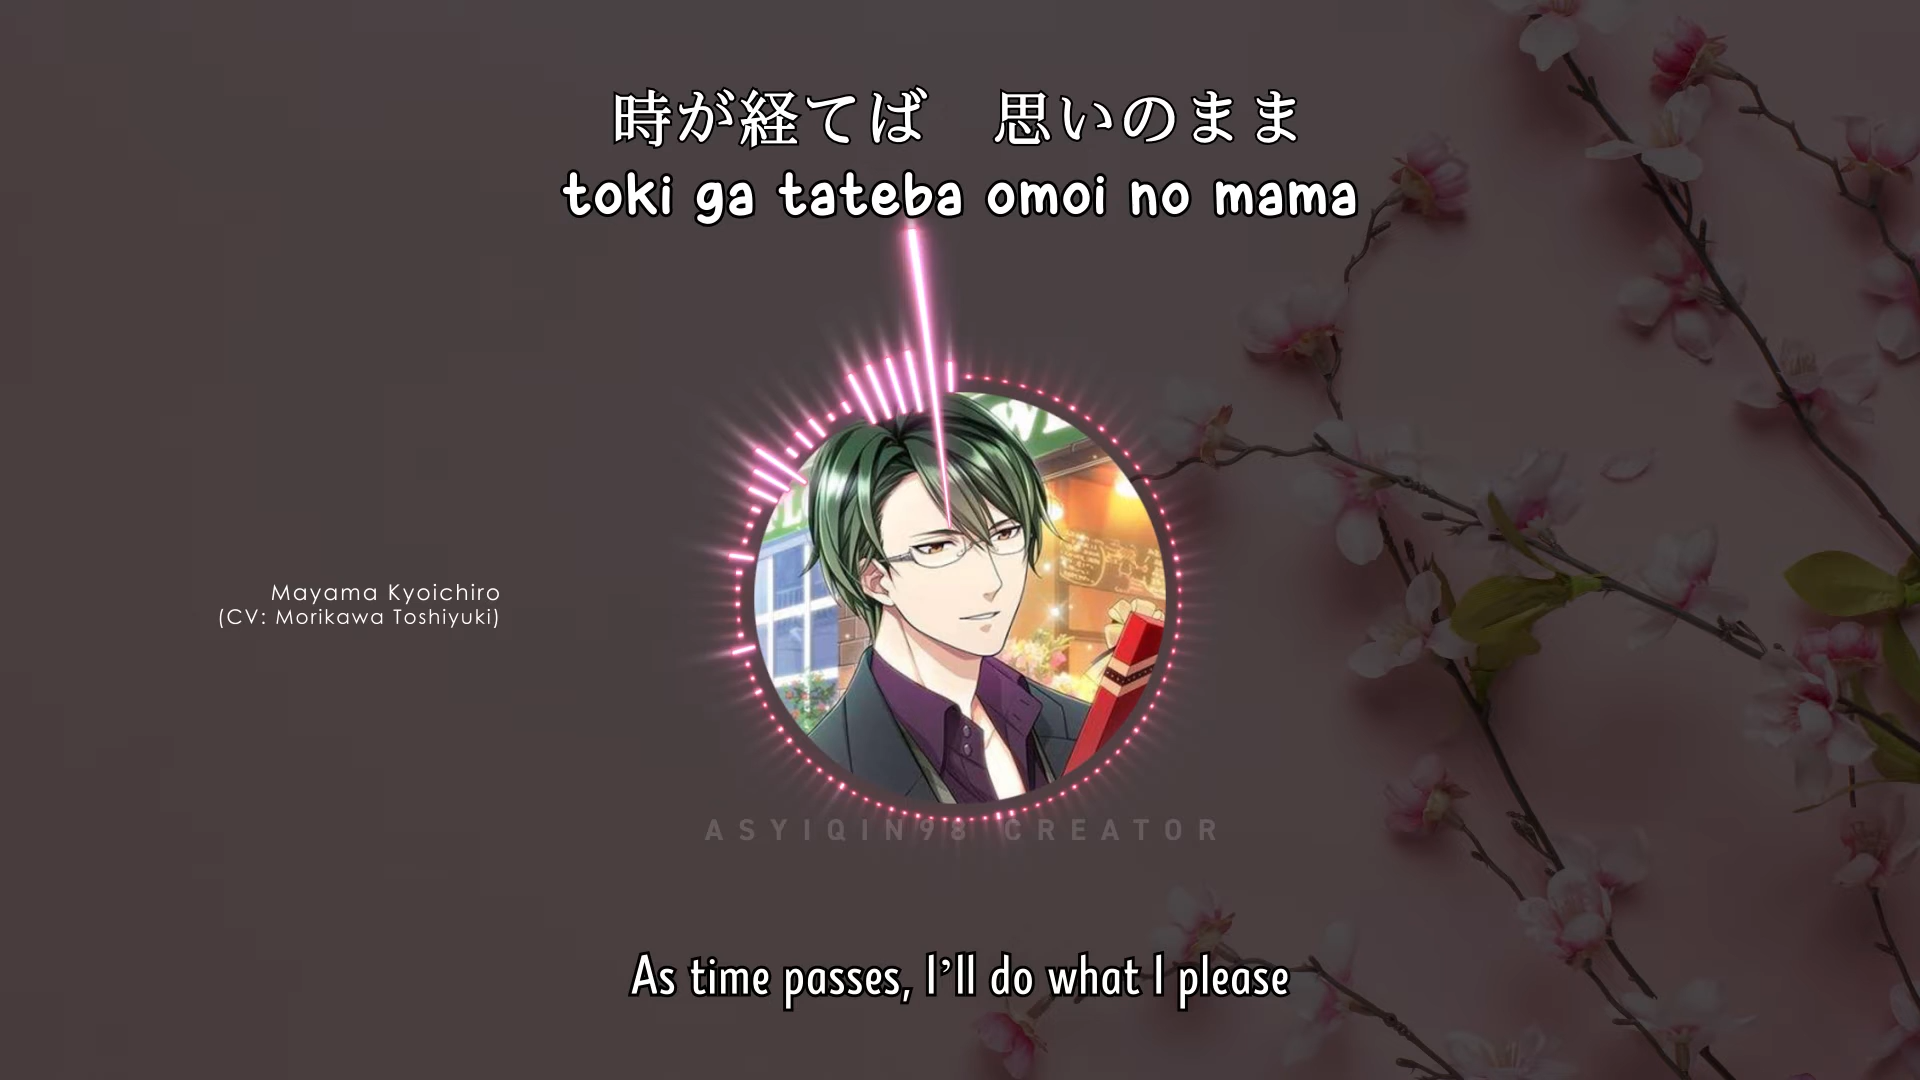 時が経てば　思いのまま
toki ga tateba omoi no mama
Mayama Kyoichiro
(CV: Morikawa Toshiyuki)
ASYIQIN98 CREATOR
As time passes, I’ll do what I please